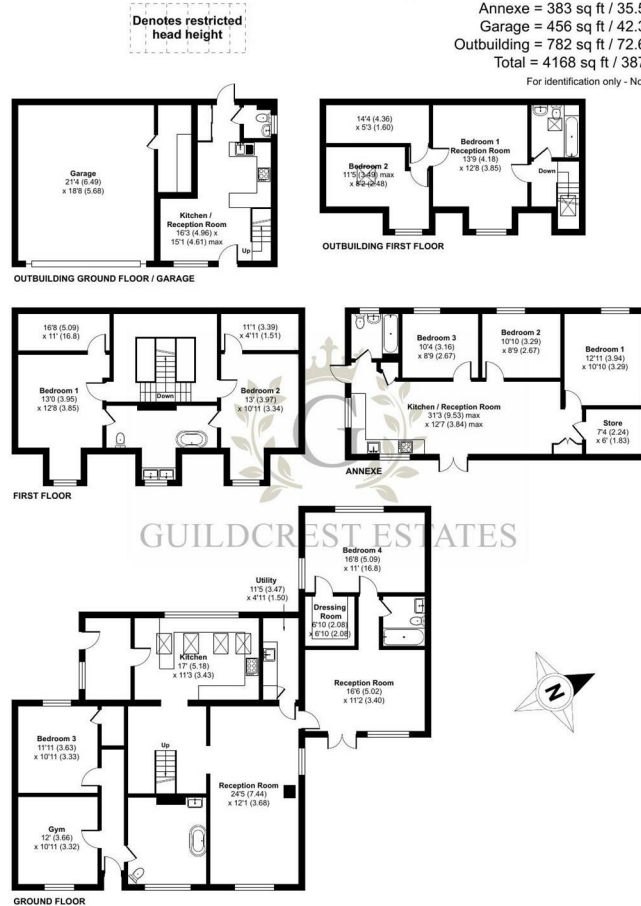 Denotes restricted
head height
Annexe = 383 sq ft / 35.5
Garage = 456 sq ft / 42.3
Outbuilding = 782 sq ft / 72.6
Total = 4168 sq ft / 387
For identification only - No
Garage
21'4 (6.49)
x 18'8 (5.68)
Kitchen /
Reception Room
16'3 (4.96) x
15'1 (4.61) max
Up
OUTBUILDING GROUND FLOOR / GARAGE
14'4 (4.36)
x 5'3 (1.60)
Bedroom 1
Reception Room
13'9 (4.18)
x 12'8 (3.85)
Bedroom 2
11'5 (3.49) max
x 8'2 (2.48)
Down
OUTBUILDING FIRST FLOOR
16'8 (5.09)
x 11' (16.8)
11'1 (3.39)
x 4'11 (1.51)
Bedroom 1
13'0 (3.95)
x 12'8 (3.85)
Down
Bedroom 2
13' (3.97)
x 10'11 (3.34)
FIRST FLOOR
Bedroom 3
10'4 (3.16)
x 8'9 (2.67)
Bedroom 2
10'10 (3.29)
x 8'9 (2.67)
Bedroom 1
12'11 (3.94)
x 10'10 (3.29)
Kitchen / Reception Room
31'3 (9.53) max
x 12'7 (3.84) max
Store
7'4 (2.24)
x 6' (1.83)
ANNEXE
G
GUILDCREST ESTATES
Bedroom 4
16'8 (5.09)
x 11' (16.8)
Utility
11'5 (3.47)
x 4'11 (1.50)
Dressing
Room
6'10 (2.08)
x 6'10 (2.08)
Kitchen
17' (5.18)
x 11'3 (3.43)
Reception Room
16'6 (5.02)
x 11'2 (3.40)
N
Bedroom 3
11'11 (3.63)
x 10'11 (3.33)
Up
Reception Room
24'5 (7.44)
x 12'1 (3.68)
Gym
12' (3.66)
x 10'11 (3.32)
GROUND FLOOR